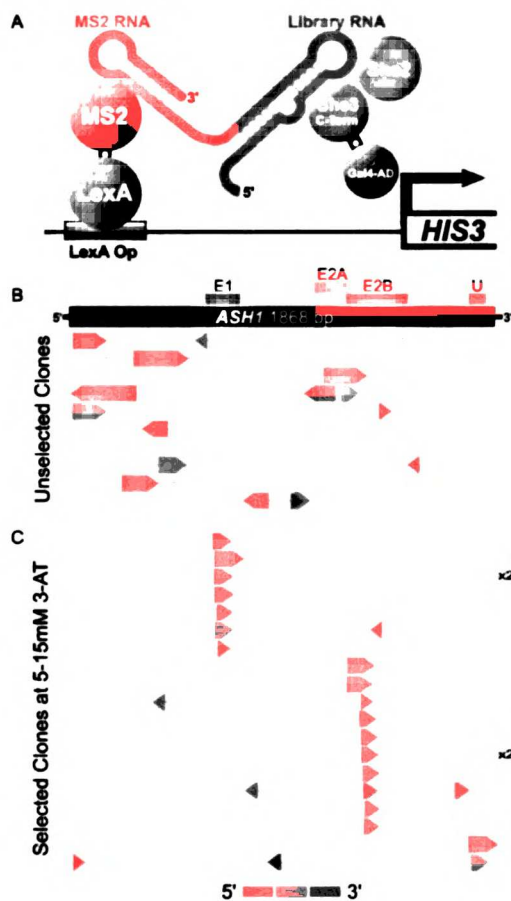 A
MS2 RNA
Library RNA
3'
5'
MS2
LexA
She3
C-term
Gal4-AD
LexA Op
HIS3
B
E1
E2A
E2B
U
5'
ASH1 1868 bp
3'
Unselected Clones
C
Selected Clones at 5-15mM 3-AT
x2
x2
5'
3'